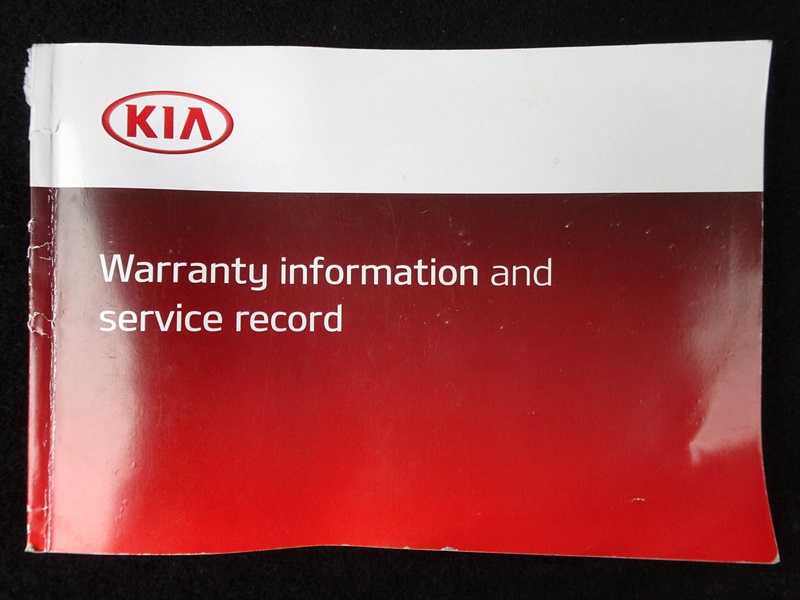 KIA
Warranty information and
service record